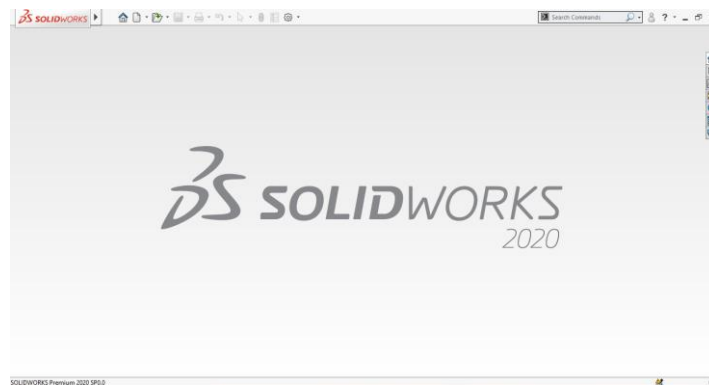 SOLIDWORKS
Search Commands
SOLIDWORKS
2020
SOLIDWORKS Premium 2020 SP0.0